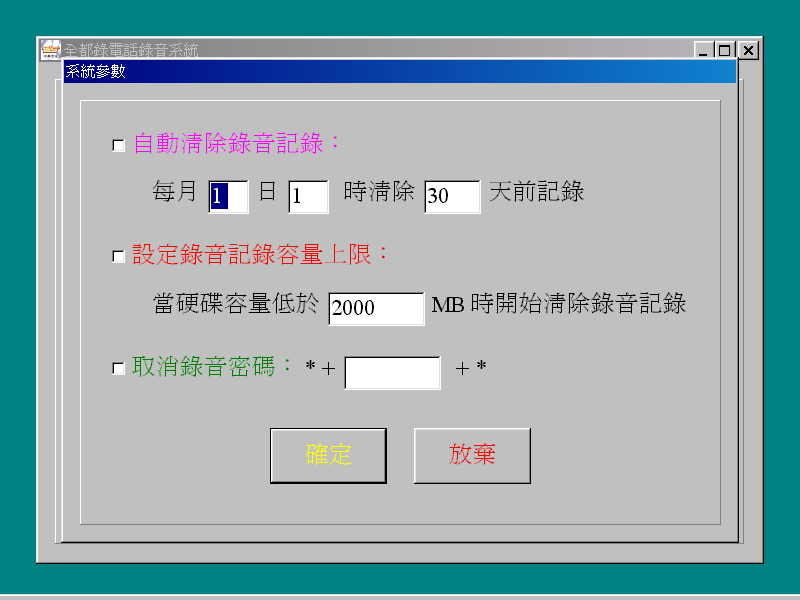 全都錄電話錄音系統
系統參數
自動清除錄音記錄：
每月 1 日 1 時清除 30 天前記錄
設定錄音記錄容量上限：
當硬碟容量低於 2000 MB 時開始清除錄音記錄
取消錄音密碼： * + + *
確定 放棄